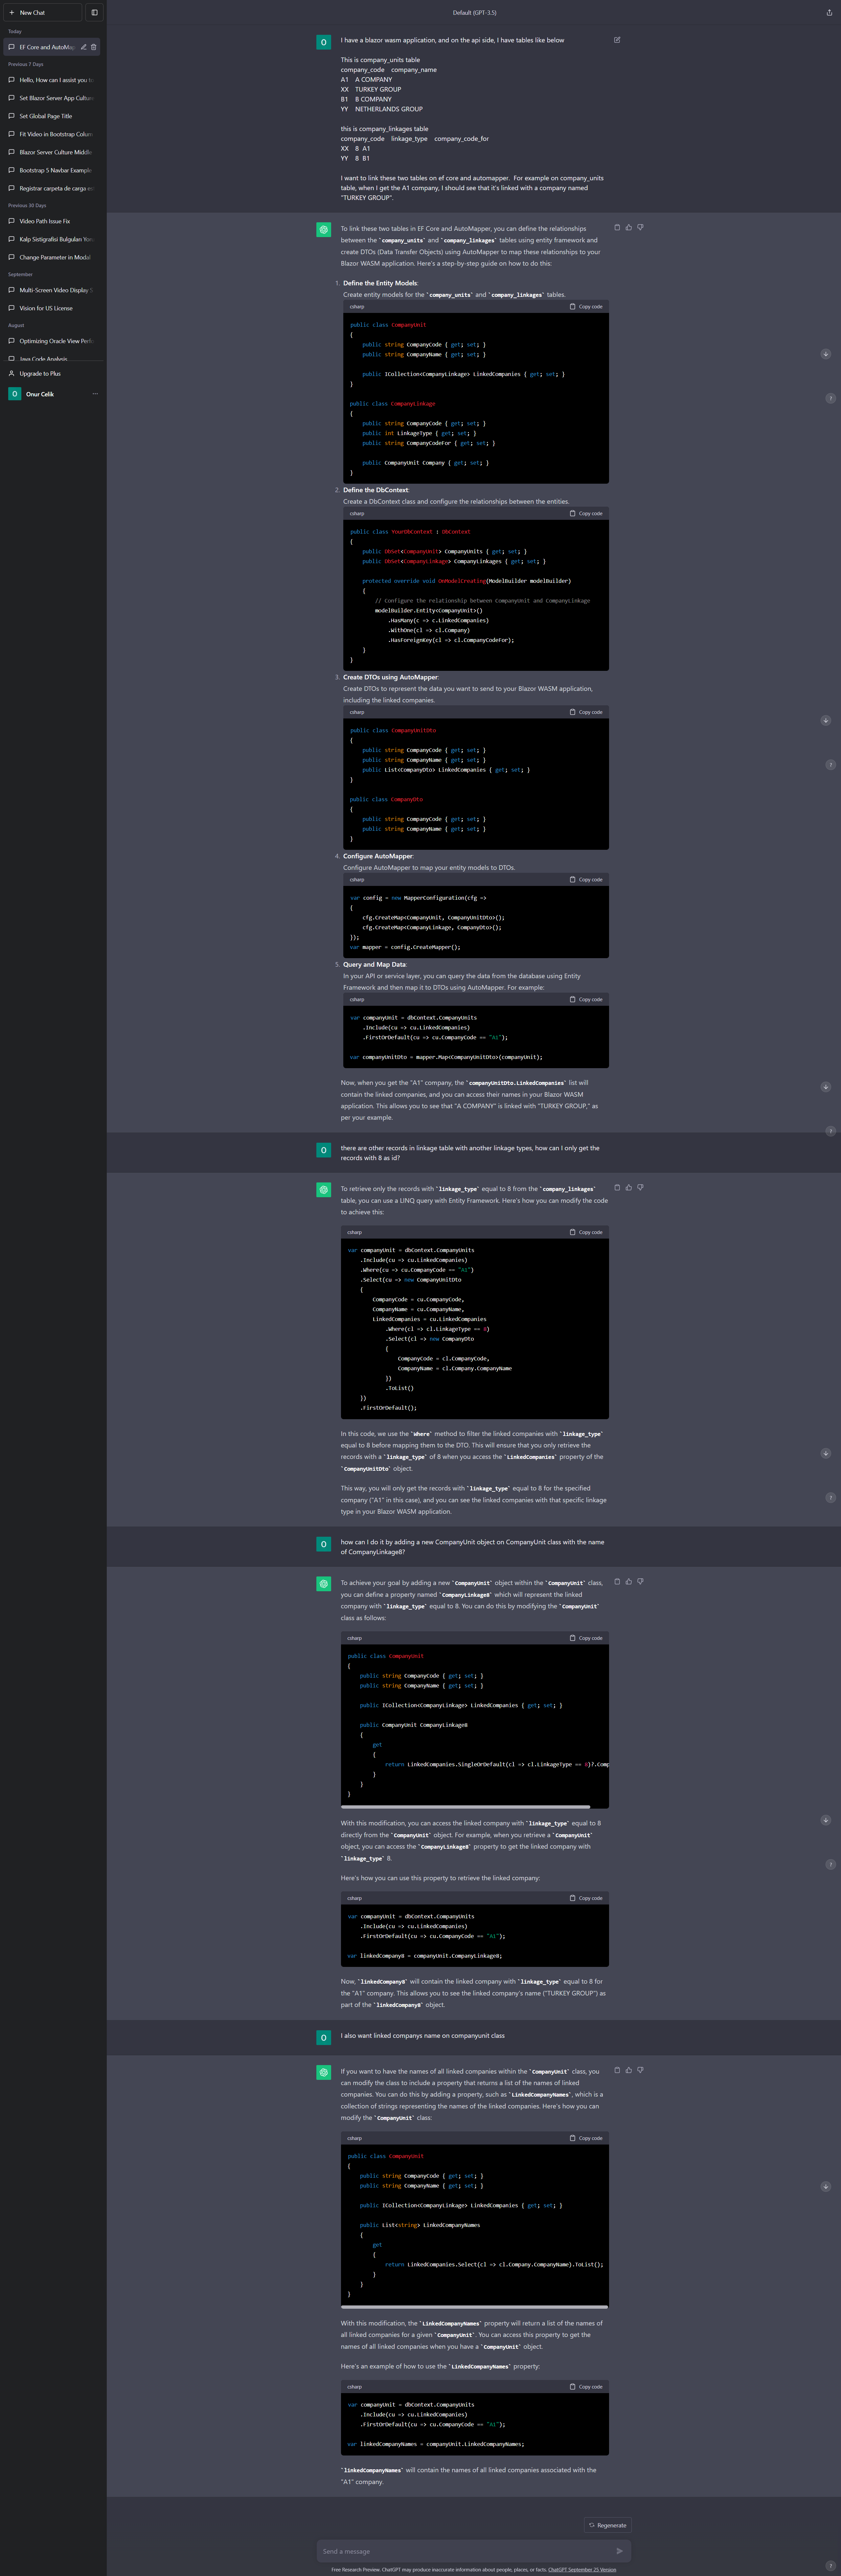 New Chat
Today
EF Core and AutoMap
Previous 7 Days
Hello, How can I assist you to
Set Blazor Server App Culture
Set Global Page Title
Fit Video in Bootstrap Colum
Blazor Server Culture Middle
Bootstrap 5 Navbar Example
Registrar carpeta de carga es
Previous 30 Days
Video Path Issue Fix
Kalp Sistigrafisi Bulguları Yoru
Change Parameter in Modal
September
Multi-Screen Video Display S
Vision for US License
August
Optimizing Oracle View Perfo
Java Code Analysis
Upgrade to Plus
O
Onur Celik
Default (GPT-3.5)
O
I have a blazor wasm application, and on the api side, I have tables like below
This is company_units table
company_code company_name
A1 A COMPANY
XX TURKEY GROUP
B1 B COMPANY
YY NETHERLANDS GROUP
this is company_linkages table
company_code linkage_type company_code_for
XX 8 A1
YY 8 B1
I want to link these two tables on ef core and automapper. For example on company_units
table, when I get the A1 company, I should see that it's linked with a company named
"TURKEY GROUP".
To link these two tables in EF Core and AutoMapper, you can define the relationships
between the `company_units` and `company_linkages` tables using entity framework and
create DTOs (Data Transfer Objects) using AutoMapper to map these relationships to your
Blazor WASM application. Here's a step-by-step guide on how to do this:
1. Define the Entity Models:
Create entity models for the `company_units` and `company_linkages` tables.
csharp
Copy code
public class CompanyUnit
{
public string CompanyCode { get; set; }
public string CompanyName { get; set; }
public ICollection<CompanyLinkage> LinkedCompanies { get; set; }
}
public class CompanyLinkage
{
public string CompanyCode { get; set; }
public int LinkageType { get; set; }
public string CompanyCodeFor { get; set; }
public CompanyUnit Company { get; set; }
}
2. Define the DbContext:
Create a DbContext class and configure the relationships between the entities.
csharp
Copy code
public class YourDbContext : DbContext
{
public DbSet<CompanyUnit> CompanyUnits { get; set; }
public DbSet<CompanyLinkage> CompanyLinkages { get; set; }
protected override void OnModelCreating(ModelBuilder modelBuilder)
{
// Configure the relationship between CompanyUnit and CompanyLinkage
modelBuilder.Entity<CompanyUnit>()
.HasMany(c => c.LinkedCompanies)
.WithOne(cl => cl.Company)
.HasForeignKey(cl => cl.CompanyCodeFor);
}
}
3. Create DTOs using AutoMapper:
Create DTOs to represent the data you want to send to your Blazor WASM application,
including the linked companies.
csharp
Copy code
public class CompanyUnitDto
{
public string CompanyCode { get; set; }
public string CompanyName { get; set; }
public List<CompanyDto> LinkedCompanies { get; set; }
}
public class CompanyDto
{
public string CompanyCode { get; set; }
public string CompanyName { get; set; }
}
4. Configure AutoMapper:
Configure AutoMapper to map your entity models to DTOs.
csharp
Copy code
var config = new MapperConfiguration(cfg =>
{
cfg.CreateMap<CompanyUnit, CompanyUnitDto>();
cfg.CreateMap<CompanyLinkage, CompanyDto>();
});
var mapper = config.CreateMapper();
5. Query and Map Data:
In your API or service layer, you can query the data from the database using Entity
Framework and then map it to DTOs using AutoMapper. For example:
csharp
Copy code
var companyUnit = dbContext.CompanyUnits
.Include(cu => cu.LinkedCompanies)
.FirstOrDefault(cu => cu.CompanyCode == "A1");
var companyUnitDto = mapper.Map<CompanyUnitDto>(companyUnit);
Now, when you get the "A1" company, the `companyUnitDto.LinkedCompanies` list will
contain the linked companies, and you can access their names in your Blazor WASM
application. This allows you to see that "A COMPANY" is linked with "TURKEY GROUP," as
per your example.
O
there are other records in linkage table with another linkage types, how can I only get the
records with 8 as id?
To retrieve only the records with `linkage_type` equal to 8 from the `company_linkages`
table, you can use a LINQ query with Entity Framework. Here's how you can modify the code
to achieve this:
csharp
Copy code
var companyUnit = dbContext.CompanyUnits
.Include(cu => cu.LinkedCompanies)
.Where(cu => cu.CompanyCode == "A1")
.Select(cu => new CompanyUnitDto
{
CompanyCode = cu.CompanyCode,
CompanyName = cu.CompanyName,
LinkedCompanies = cu.LinkedCompanies
.Where(cl => cl.LinkageType == 8)
.Select(cl => new CompanyDto
{
CompanyCode = cl.CompanyCode,
CompanyName = cl.Company.CompanyName
})
.ToList()
})
.FirstOrDefault();
In this code, we use the `Where` method to filter the linked companies with `linkage_type`
equal to 8 before mapping them to the DTO. This will ensure that you only retrieve the
records with a `linkage_type` of 8 when you access the `LinkedCompanies` property of the
`CompanyUnitDto` object.
This way, you will only get the records with `linkage_type` equal to 8 for the specified
company ("A1" in this case), and you can see the linked companies with that specific linkage
type in your Blazor WASM application.
O
how can I do it by adding a new CompanyUnit object on CompanyUnit class with the name
of CompanyLinkage8?
To achieve your goal by adding a new `CompanyUnit` object within the `CompanyUnit` class,
you can define a property named `CompanyLinkage8` which will represent the linked
company with `linkage_type` equal to 8. You can do this by modifying the `CompanyUnit`
class as follows:
csharp
Copy code
public class CompanyUnit
{
public string CompanyCode { get; set; }
public string CompanyName { get; set; }
public ICollection<CompanyLinkage> LinkedCompanies { get; set; }
public CompanyUnit CompanyLinkage8
{
get
{
return LinkedCompanies.SingleOrDefault(cl => cl.LinkageType == 8)?.Comp
}
}
}
With this modification, you can access the linked company with `linkage_type` equal to 8
directly from the `CompanyUnit` object. For example, when you retrieve a `CompanyUnit`
object, you can access the `CompanyLinkage8` property to get the linked company with
`linkage_type` 8.
Here's how you can use this property to retrieve the linked company:
csharp
Copy code
var companyUnit = dbContext.CompanyUnits
.Include(cu => cu.LinkedCompanies)
.FirstOrDefault(cu => cu.CompanyCode == "A1");
var linkedCompany8 = companyUnit.CompanyLinkage8;
Now, `linkedCompany8` will contain the linked company with `linkage_type` equal to 8 for
the "A1" company. This allows you to see the linked company's name ("TURKEY GROUP") as
part of the `linkedCompany8` object.
O
I also want linked companys name on companyunit class
If you want to have the names of all linked companies within the `CompanyUnit` class, you
can modify the class to include a property that returns a list of the names of linked
companies. You can do this by adding a property, such as `LinkedCompanyNames`, which is a
collection of strings representing the names of the linked companies. Here's how you can
modify the `CompanyUnit` class:
csharp
Copy code
public class CompanyUnit
{
public string CompanyCode { get; set; }
public string CompanyName { get; set; }
public ICollection<CompanyLinkage> LinkedCompanies { get; set; }
public List<string> LinkedCompanyNames
{
get
{
return LinkedCompanies.Select(cl => cl.Company.CompanyName).ToList();
}
}
}
With this modification, the `LinkedCompanyNames` property will return a list of the names of
all linked companies for a given `CompanyUnit`. You can access this property to get the
names of all linked companies when you have a `CompanyUnit` object.
Here's an example of how to use the `LinkedCompanyNames` property:
csharp
Copy code
var companyUnit = dbContext.CompanyUnits
.Include(cu => cu.LinkedCompanies)
.FirstOrDefault(cu => cu.CompanyCode == "A1");
var linkedCompanyNames = companyUnit.LinkedCompanyNames;
`linkedCompanyNames` will contain the names of all linked companies associated with the
"A1" company.
Regenerate
Send a message
Free Research Preview. ChatGPT may produce inaccurate information about people, places, or facts. ChatGPT September 25 Version